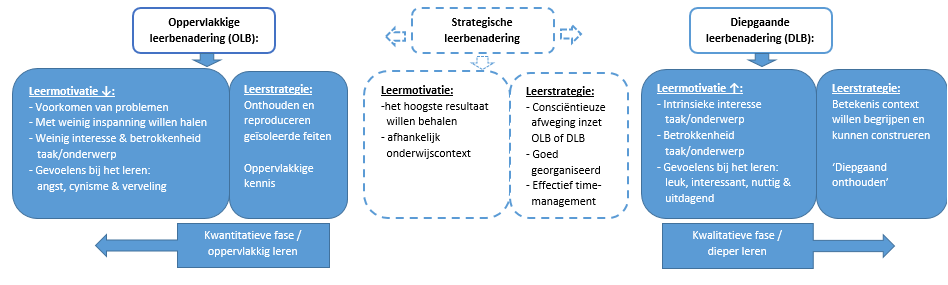 Oppervlakkige
leerbenadering (OLB):
Strategische
leerbenadering
Diepgaande
leerbenadering (DLB):
Leermotivatie ↓:
- Voorkomen van problemen
- Met weinig inspanning willen halen
- Weinig interesse & betrokkenheid
taak/onderwerp
- Gevoelens bij het leren:
angst, cynisme & verveling
Leerstrategie:
Onthouden en
reproduceren
geïsoleerde feiten
Oppervlakkige
kennis
Leermotivatie:
-het hoogste resultaat
willen behalen
- afhankelijk
onderwijscontext
Leerstrategie:
- Consciëntieuze
afweging inzet
OLB of DLB
- Goed
georganiseerd
- Effectief time-
management
Leermotivatie ↑:
- Intrinsieke interesse
taak/onderwerp
- Betrokkenheid
taak/onderwerp
- Gevoelens bij het leren:
leuk, interessant, nuttig &
uitdagend
Leerstrategie:
Betekenis context
willen begrijpen en
kunnen construeren
‘Diepgaand
onthouden’
Kwantitatieve fase /
oppervlakkig leren
Kwalitatieve fase /
dieper leren